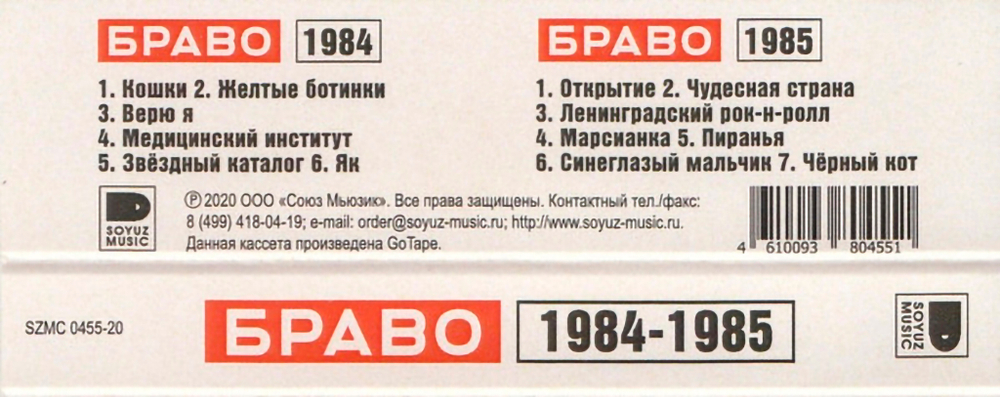 БРАВО 1984
1. Кошки 2. Желтые ботинки
3. Верю я
4. Медицинский институт
5. Звёздный каталог 6. Як
БРАВО 1985
1. Открытие 2. Чудесная страна
3. Ленинградский рок-н-ролл
4. Марсианка 5. Пиранья
6. Синеглазый мальчик 7. Чёрный кот
SOYUZ
MUSIC
℗ 2020 ООО «Союз Мьюзик». Все права защищены. Контактный тел./факс:
8 (499) 418-04-19; e-mail: order@soyuz-music.ru; http://www.soyuz-music.ru.
Данная кассета произведена GoTape.
4 610093 804551
SZMC 0455-20
БРАВО 1984-1985
SOYUZ
MUSIC